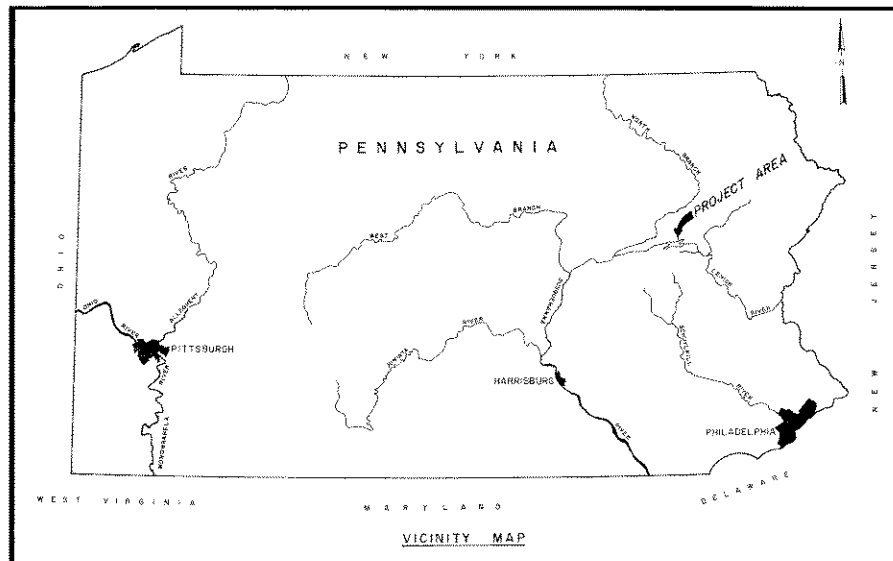 NEW YORK
N
PENNSYLVANIA
NORTH
BRANCH
RIVER
PROJECT AREA
WEST
BRANCH
OHIO
NEW JERSEY
SUSQUEHANNA
LEHIGH
RIVER
OHIO
RIVER
ALLEGHENY
PITTSBURGH
RIVER
MONONGAHELA
JUNIATA
RIVER
HARRISBURG
RIVER
SCHUYLKILL
RIVER
PHILADELPHIA
WEST VIRGINIA
MARYLAND
DELAWARE
VICINITY MAP